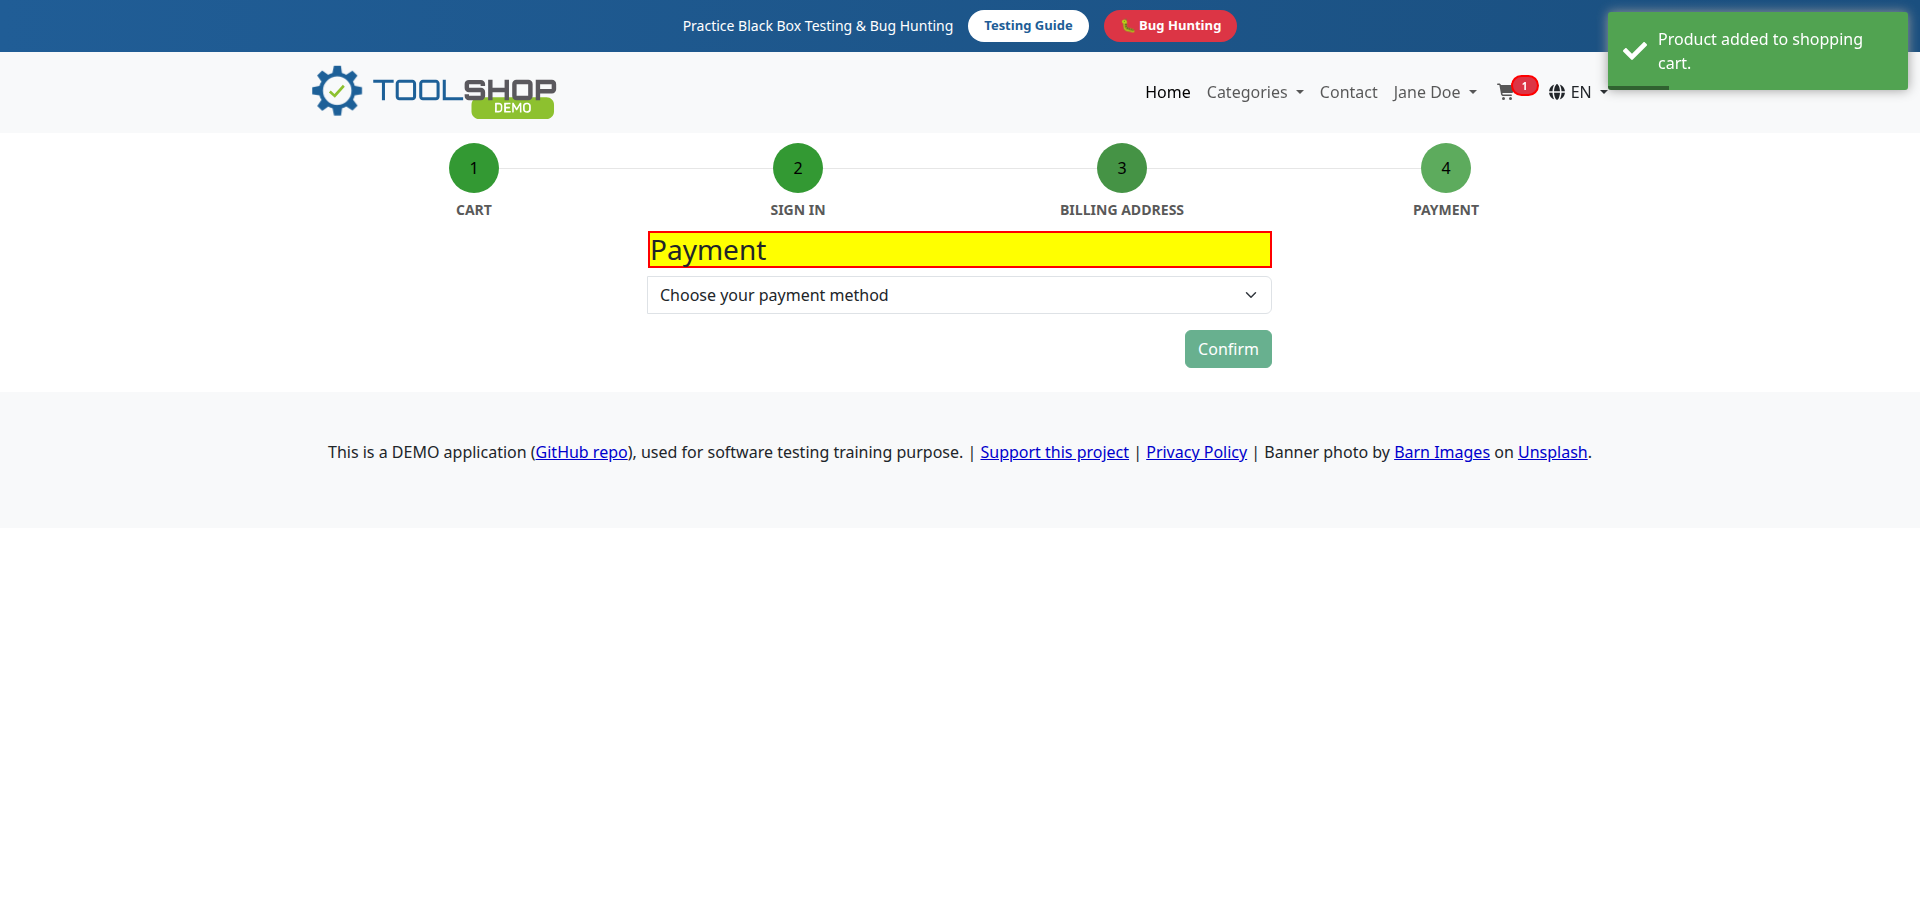 Practice Black Box Testing & Bug Hunting Testing Guide Bug Hunting
Product added to shopping
cart.
TOOLSHOP
DEMO
Home Categories Contact Jane Doe 1 EN
1 2 3 4
CART SIGN IN BILLING ADDRESS PAYMENT
Payment
Choose your payment method
Confirm
This is a DEMO application (GitHub repo), used for software testing training purpose. | Support this project | Privacy Policy | Banner photo by Barn Images on Unsplash.